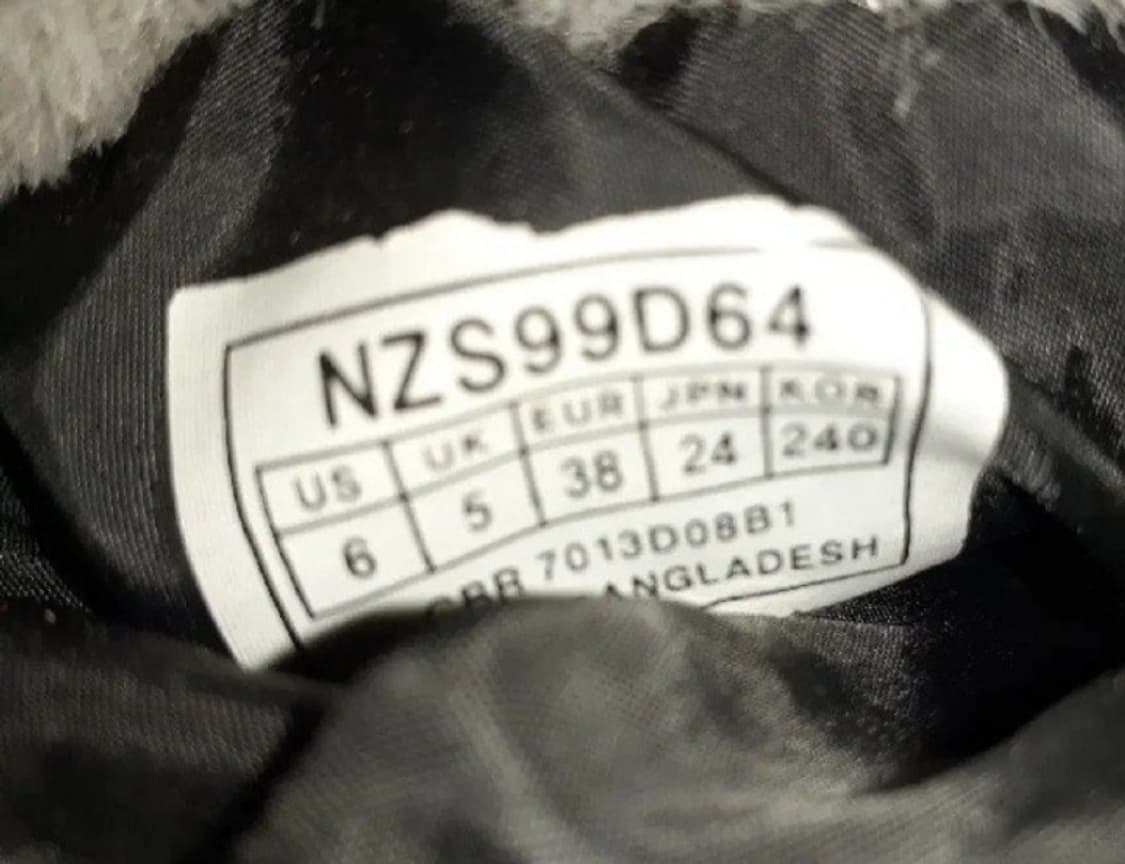 NZS99D64
US UK EUR JPN KOR
6 5 38 24 240
7013D08B1
ANGLADESH